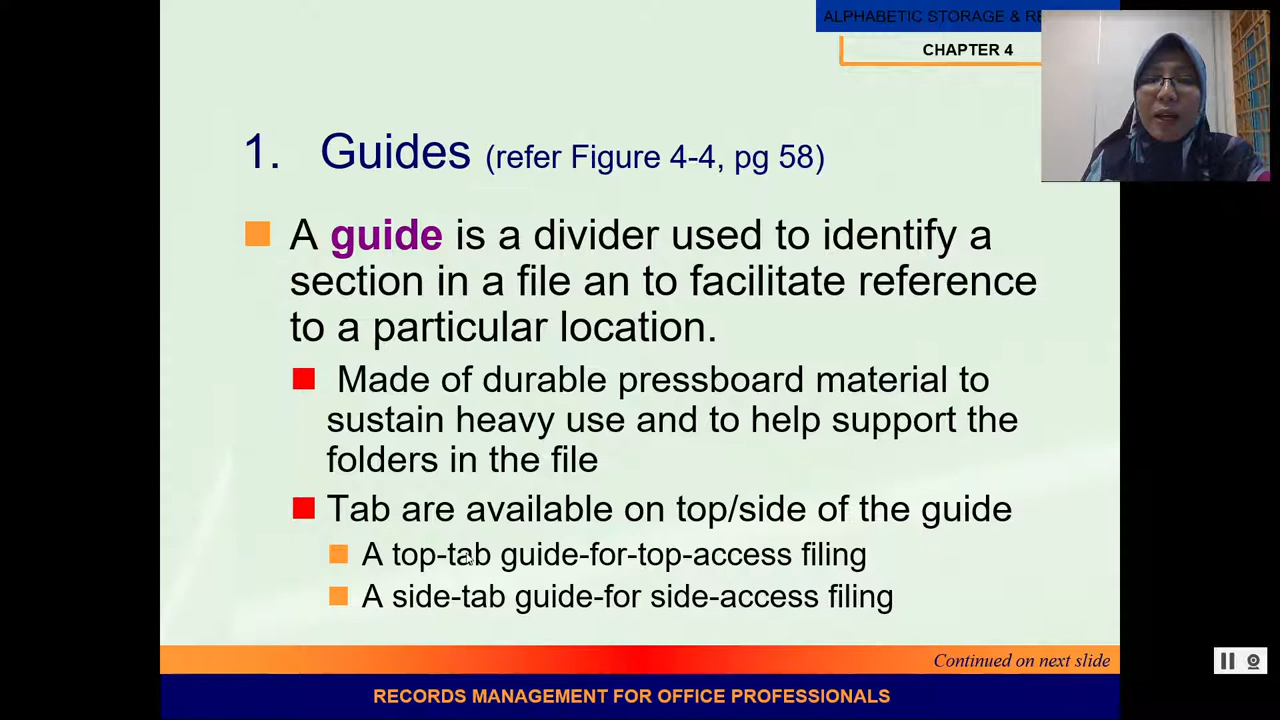 ALPHABETIC STORAGE &
CHAPTER 4
1. Guides (refer Figure 4-4, pg 58)
A guide is a divider used to identify a
section in a file an to facilitate reference
to a particular location.
Made of durable pressboard material to
sustain heavy use and to help support the
folders in the file
Tab are available on top/side of the guide
A top-tab guide-for-top-access filing
A side-tab guide-for side-access filing
Continued on next slide
RECORDS MANAGEMENT FOR OFFICE PROFESSIONALS